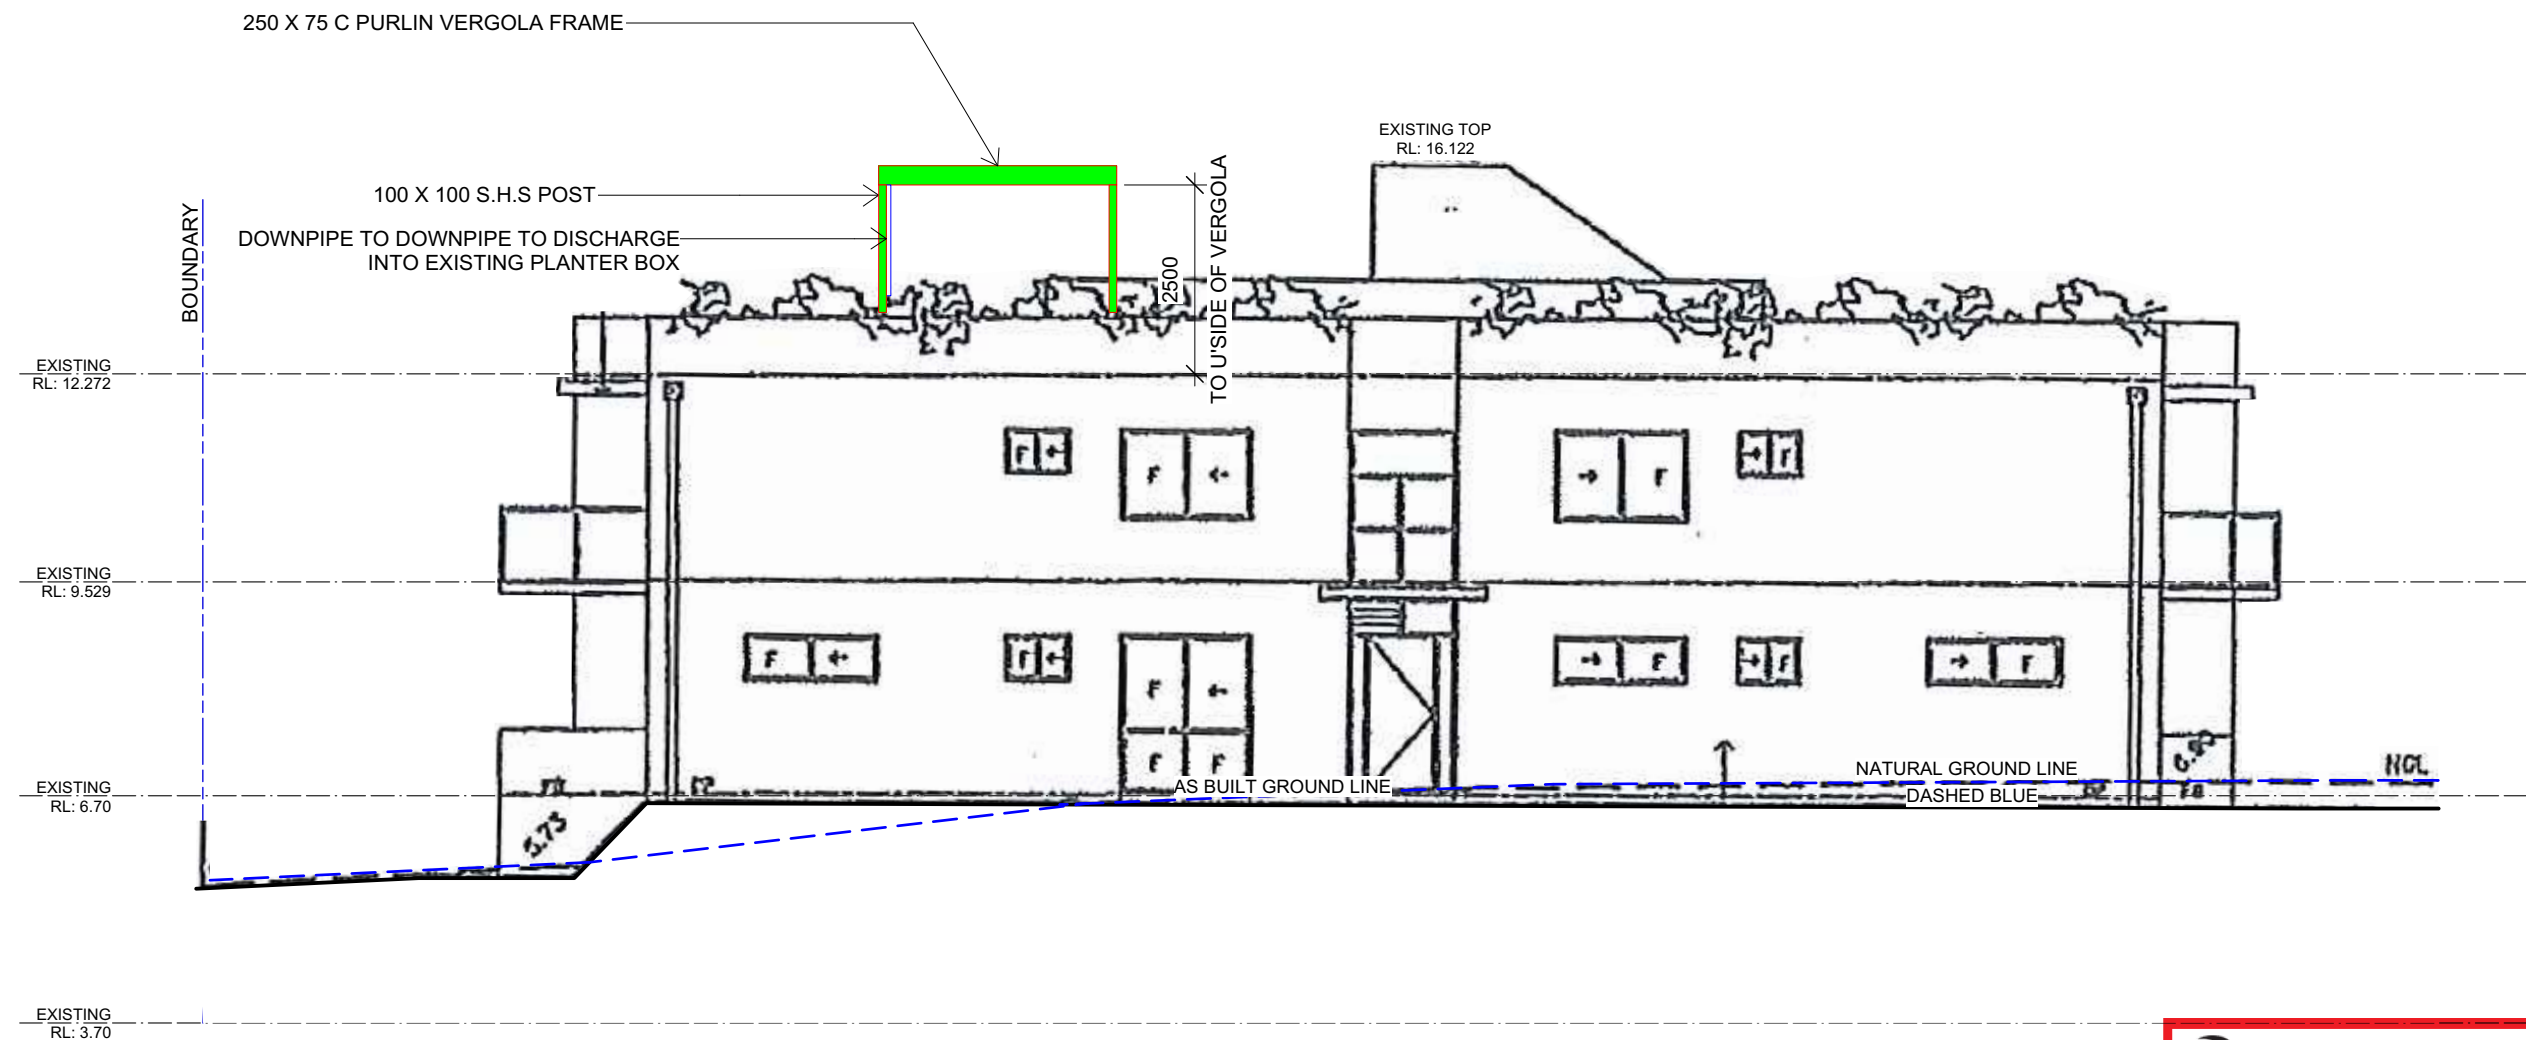 250 X 75 C PURLIN VERGOLA FRAME
EXISTING TOP
RL: 16.122
100 X 100 S.H.S POST
DOWNPIPE TO DOWNPIPE TO DISCHARGE
INTO EXISTING PLANTER BOX
BOUNDARY
2500
TO U'SIDE OF VERGOLA
EXISTING
RL: 12.272
F
F
F
F
EXISTING
RL: 9.529
F
F
F
F
F
F
F
F
NATURAL GROUND LINE
NGL
AS BUILT GROUND LINE
DASHED BLUE
EXISTING
RL: 6.70
5.73
EXISTING
RL: 3.70